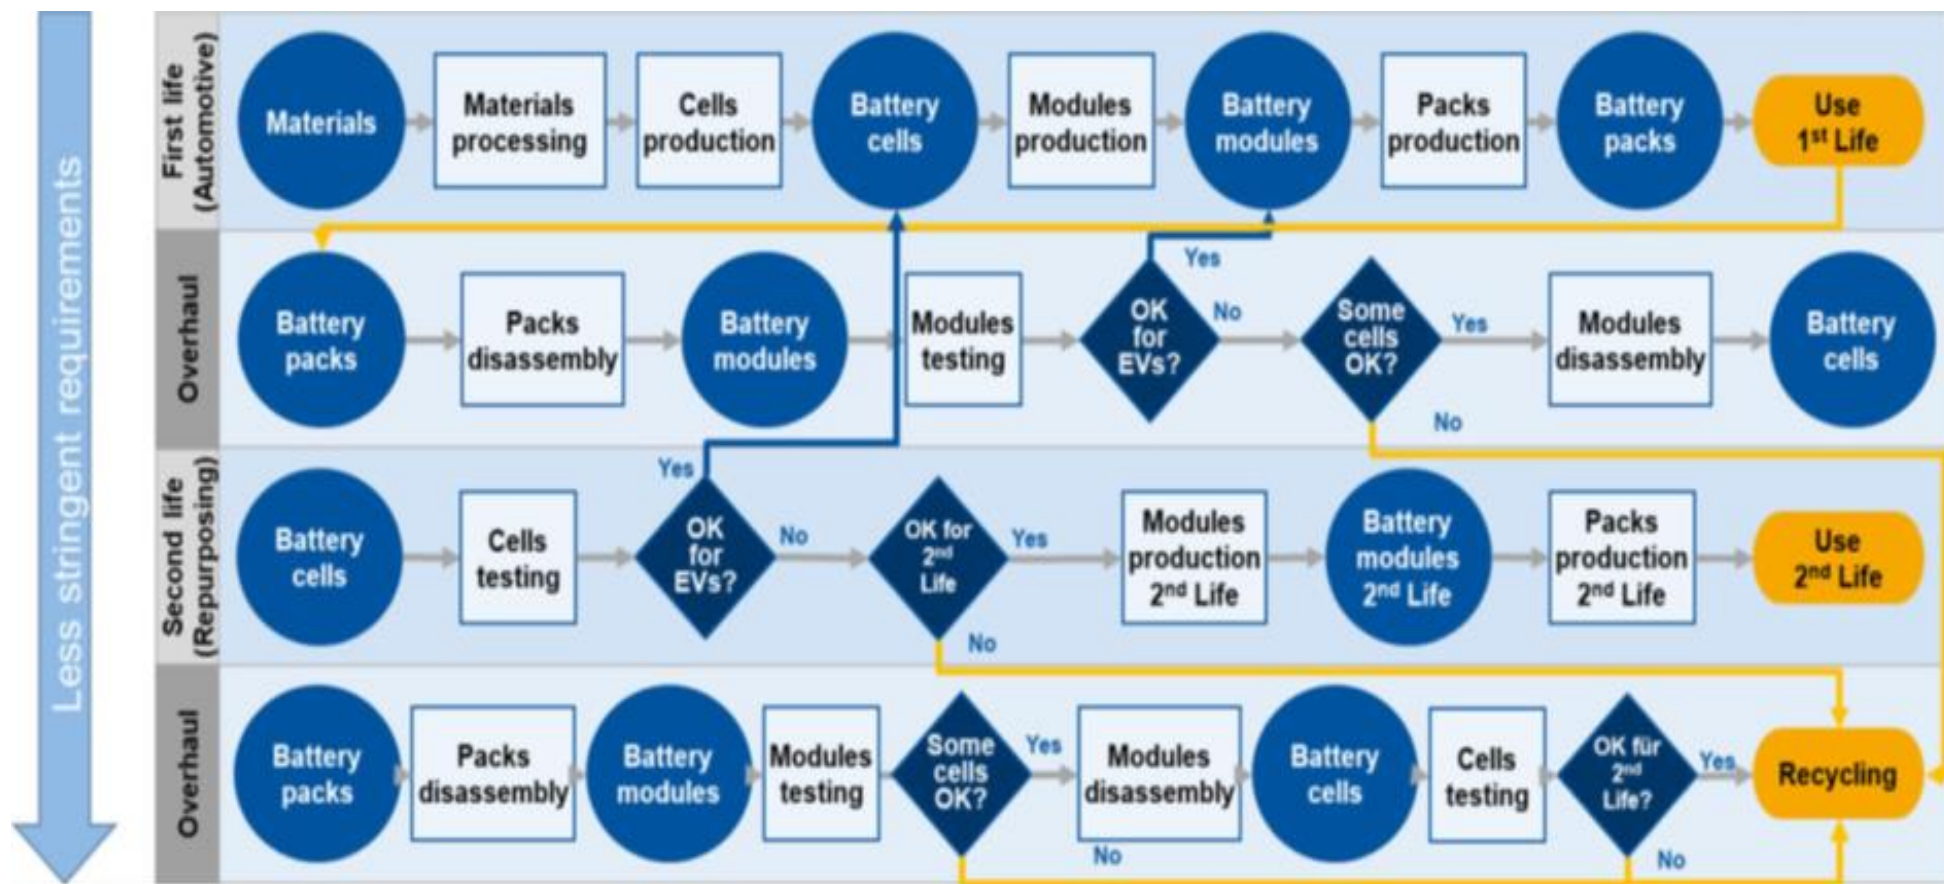 Less stringent requirements
First life
(Automotive)
Materials
Materials
processing
Cells
production
Battery
cells
Modules
production
Battery
modules
Packs
production
Battery
packs
Use
1st Life
Overhaul
Battery
packs
Packs
disassembly
Battery
modules
Modules
testing
OK
for
EVs?
Yes
No
Some
cells
OK?
Yes
No
Modules
disassembly
Battery
cells
Second life
(Repurposing)
Battery
cells
Cells
testing
Yes
OK
for
EVs?
No
OK for
2nd
Life
Yes
No
Modules
production
2nd Life
Battery
modules
2nd Life
Packs
production
2nd Life
Use
2nd Life
Overhaul
Battery
packs
Packs
disassembly
Battery
modules
Modules
testing
Some
cells
OK?
Yes
No
Modules
disassembly
Battery
cells
Cells
testing
OK für
2nd
Life?
Yes
No
Recycling